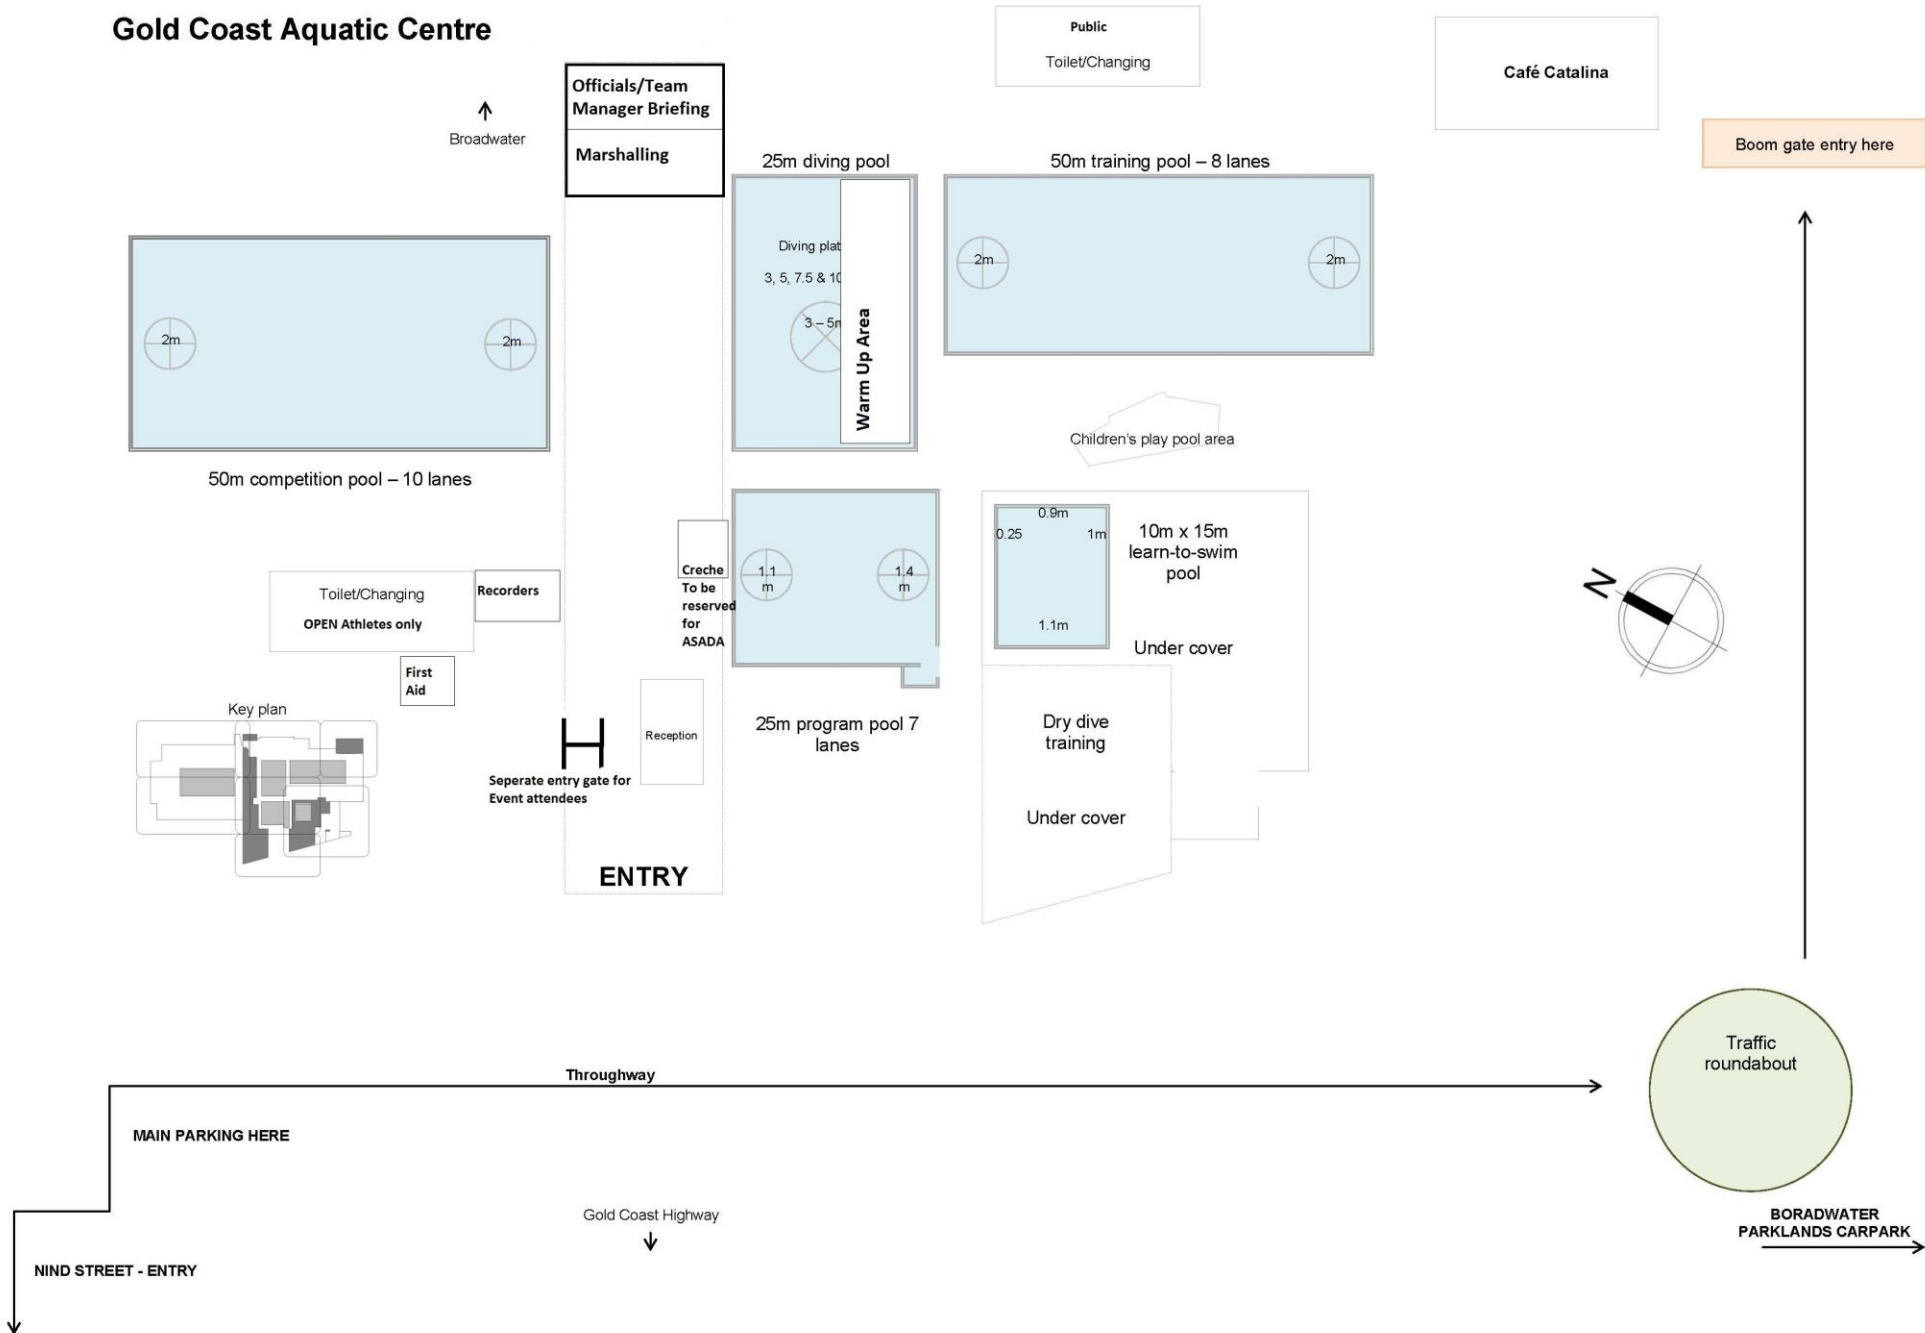 Gold Coast Aquatic Centre
Public
Toilet/Changing
Café Catalina
Officials/Team
Manager Briefing
Marshalling
Broadwater
Boom gate entry here
25m diving pool
50m training pool – 8 lanes
Diving plat
3, 5, 7.5 & 10
3 – 5m
Warm Up Area
2m
2m
2m
2m
Children's play pool area
50m competition pool – 10 lanes
0.9m
0.25
1m
1.1m
10m x 15m
learn-to-swim
pool
Under cover
N
Creche
To be
reserved
for
ASADA
1.1
m
1.4
m
Toilet/Changing
OPEN Athletes only
Recorders
First
Aid
Key plan
Reception
25m program pool 7
lanes
Dry dive
training
Under cover
Seperate entry gate for
Event attendees
ENTRY
Traffic
roundabout
Throughway
MAIN PARKING HERE
Gold Coast Highway
BORADWATER
PARKLANDS CARPARK
NIND STREET - ENTRY